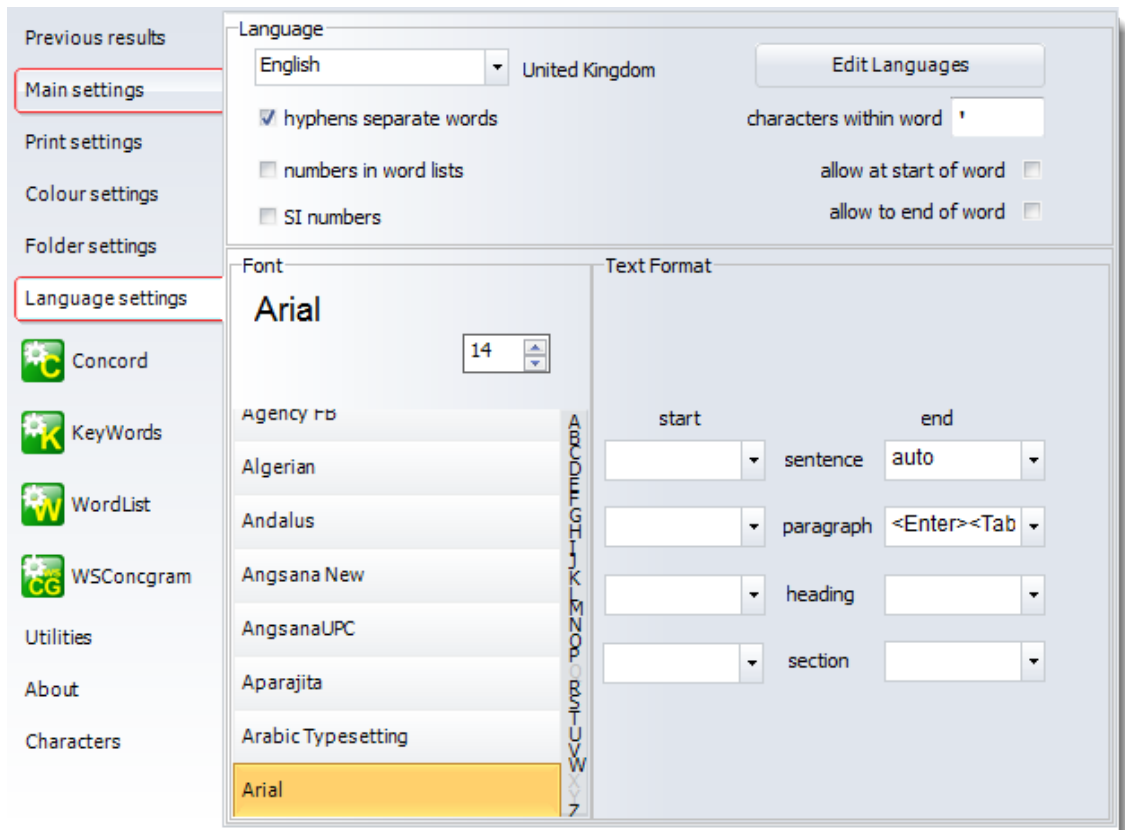 Previous results
Main settings
Print settings
Colour settings
Folder settings
Language settings
Concord
KeyWords
WordList
WSConcgram
Utilities
About
Characters
Language
English
United Kingdom
Edit Languages
hyphens separate words
characters within word '
numbers in word lists
allow at start of word
SI numbers
allow to end of word
Font
Arial
14
Agency FB
Algerian
Andalus
Angsana New
AngsanaUPC
Aparajita
Arabic Typesetting
Arial
A
B
C
D
E
F
G
H
I
J
K
L
M
N
O
P
Q
R
S
T
U
V
W
X
Y
Z
Text Format
start end
sentence auto
paragraph <Enter><Tab
heading
section